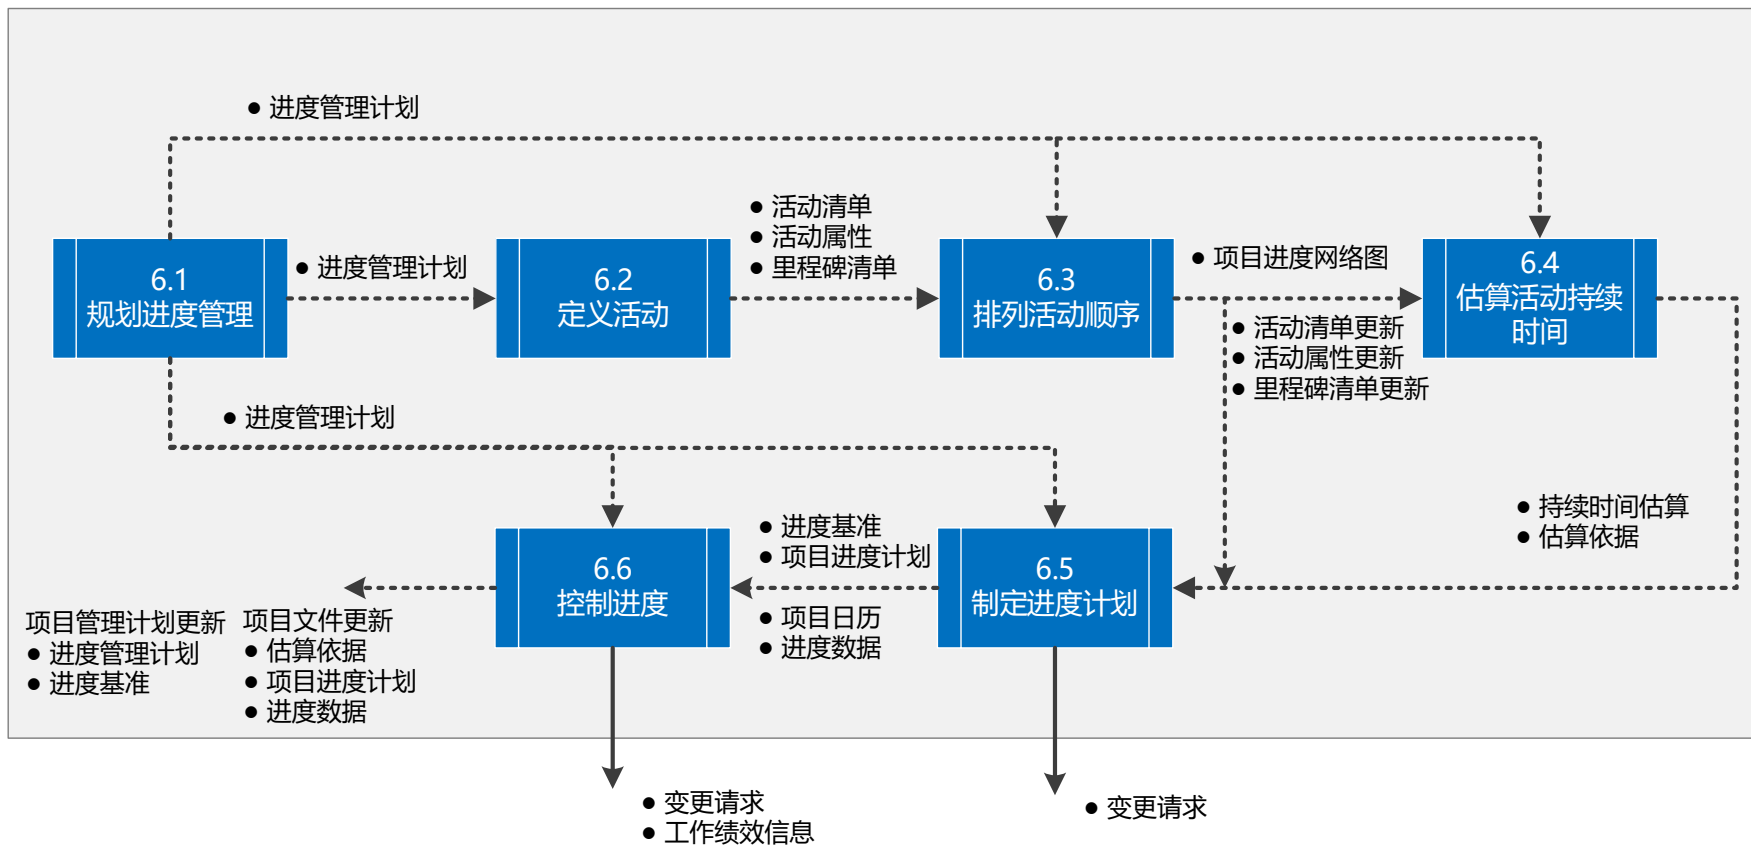 ● 进度管理计划
● 活动清单
● 活动属性
● 里程碑清单
6.1
规划进度管理
● 进度管理计划
6.2
定义活动
6.3
排列活动顺序
● 项目进度网络图
6.4
估算活动持续
时间
● 活动清单更新
● 活动属性更新
● 里程碑清单更新
● 进度管理计划
● 持续时间估算
● 估算依据
● 进度基准
● 项目进度计划
6.6
控制进度
6.5
制定进度计划
● 项目日历
● 进度数据
项目管理计划更新
● 进度管理计划
● 进度基准
项目文件更新
● 估算依据
● 项目进度计划
● 进度数据
● 变更请求
● 工作绩效信息
● 变更请求